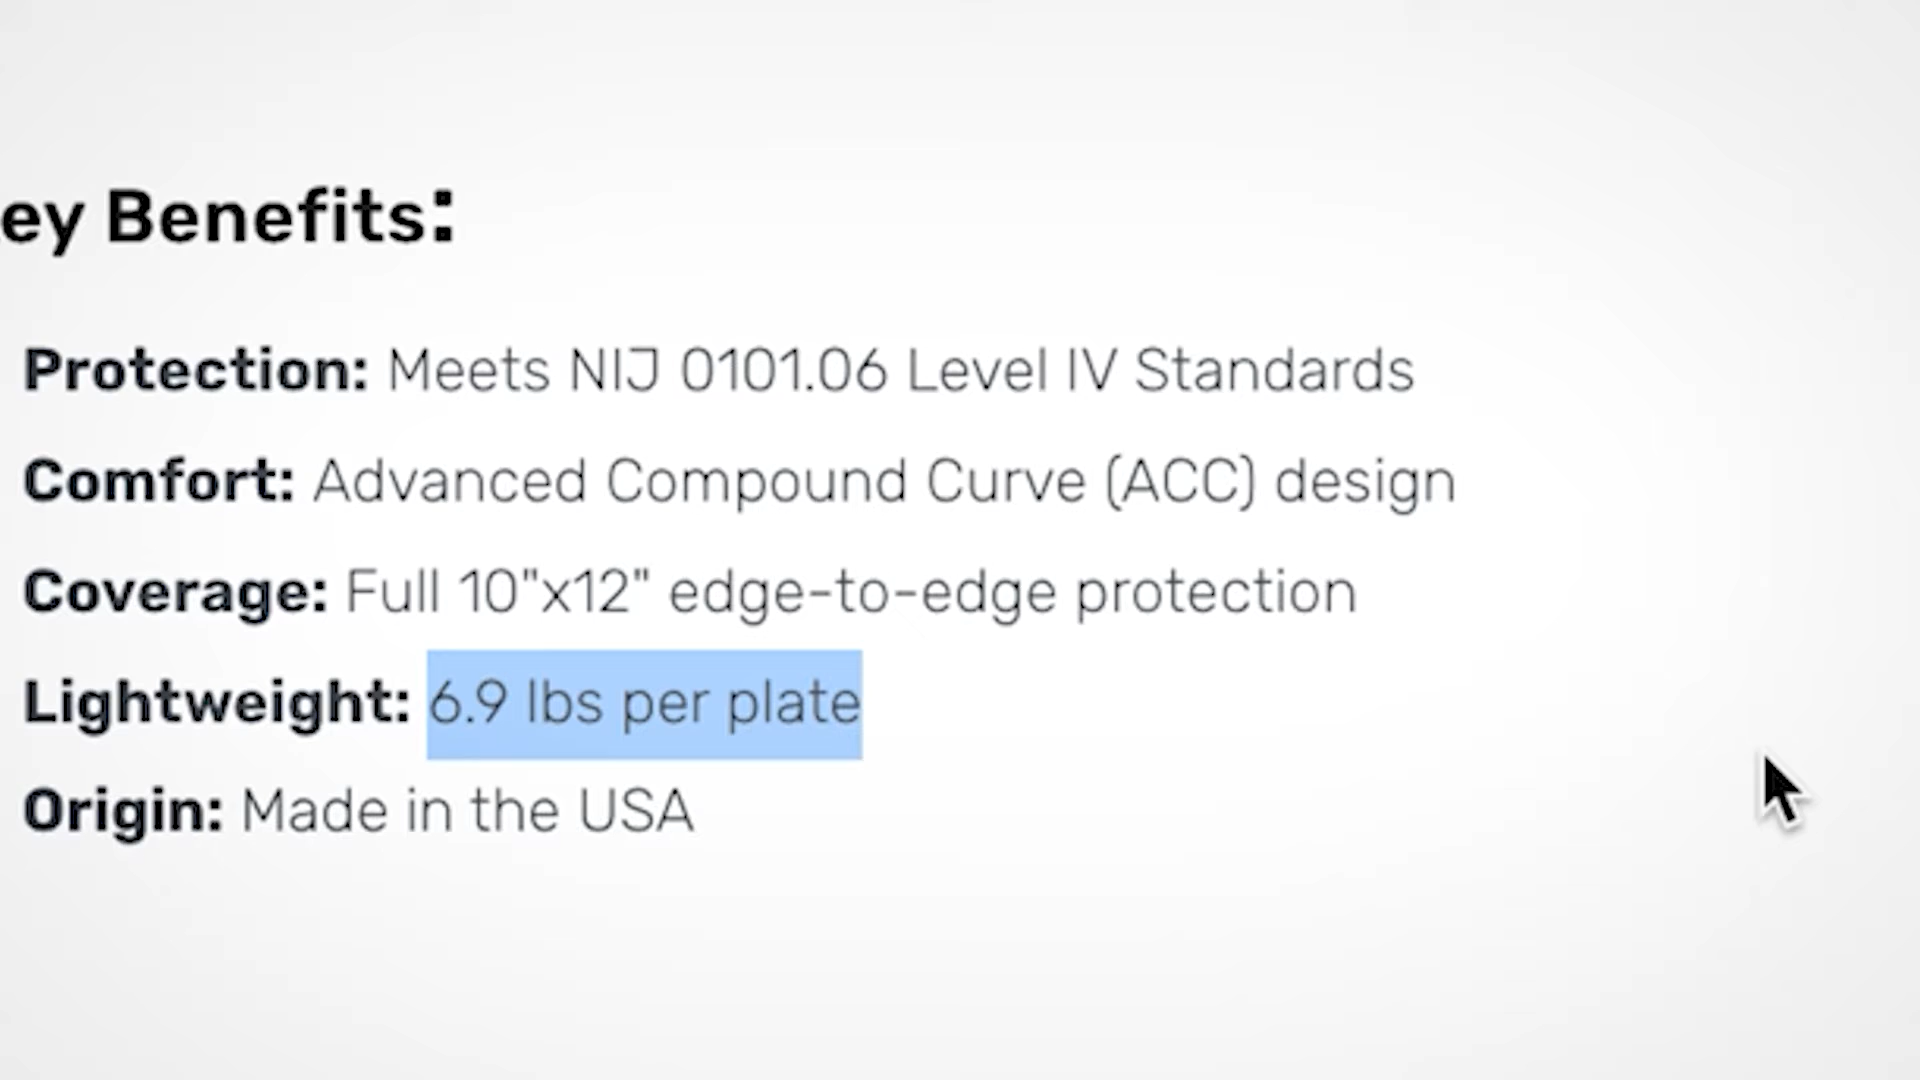 ey Benefits:
Protection: Meets NIJ 0101.06 Level IV Standards
Comfort: Advanced Compound Curve (ACC) design
Coverage: Full 10"x12" edge-to-edge protection
Lightweight: 6.9 lbs per plate
Origin: Made in the USA